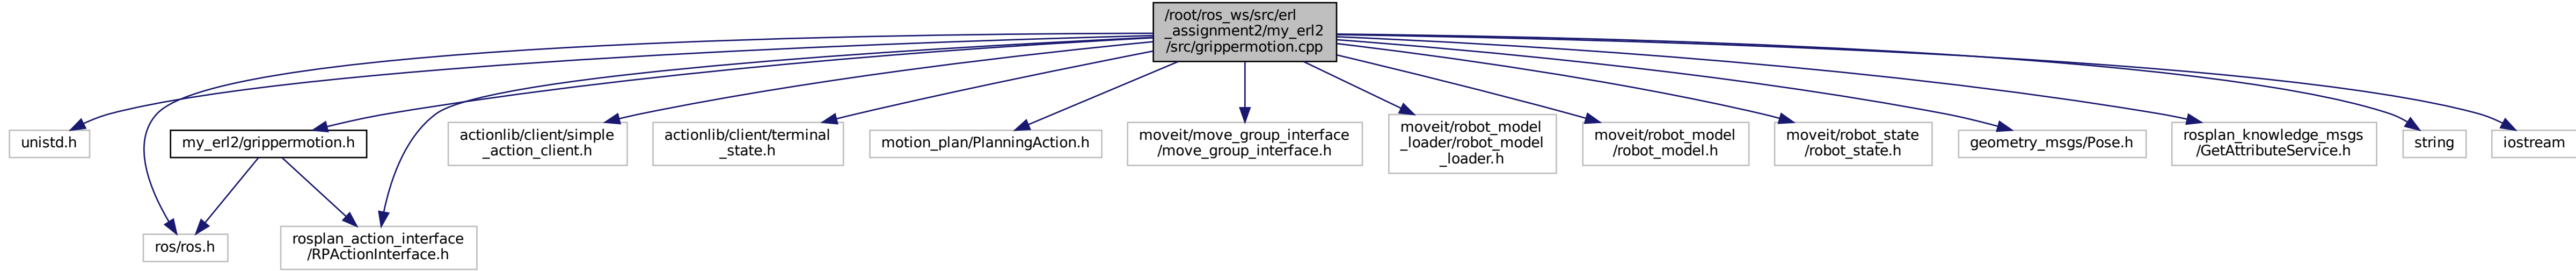 /root/ros_ws/src/erl
_assignment2/my_erl2
/src/grippermotion.cpp
unistd.h
my_erl2/grippermotion.h
actionlib/client/simple
_action_client.h
actionlib/client/terminal
_state.h
motion_plan/PlanningAction.h
moveit/move_group_interface
/move_group_interface.h
moveit/robot_model
_loader/robot_model
_loader.h
moveit/robot_model
/robot_model.h
moveit/robot_state
/robot_state.h
geometry_msgs/Pose.h
rosplan_knowledge_msgs
/GetAttributeService.h
string
iostream
ros/ros.h
rosplan_action_interface
/RPActionInterface.h